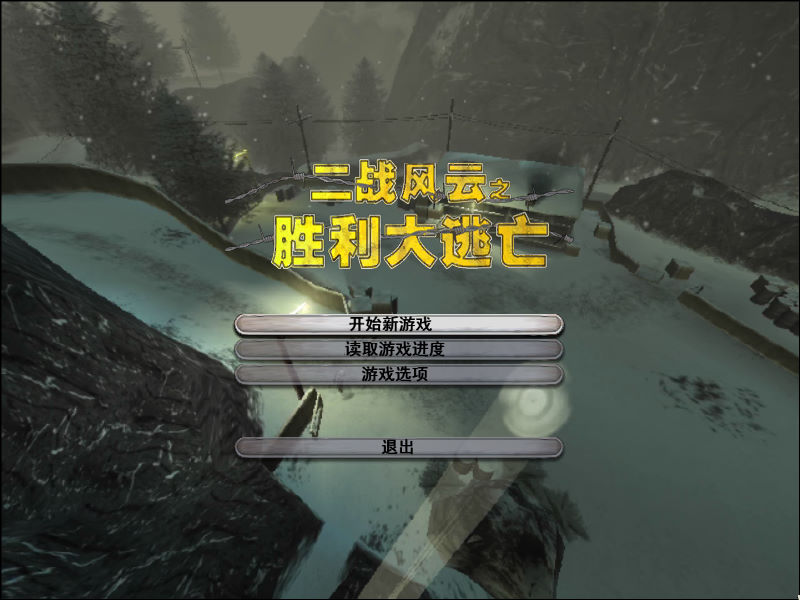 二战风云之
胜利大逃亡
开始新游戏
读取游戏进度
游戏选项
退出